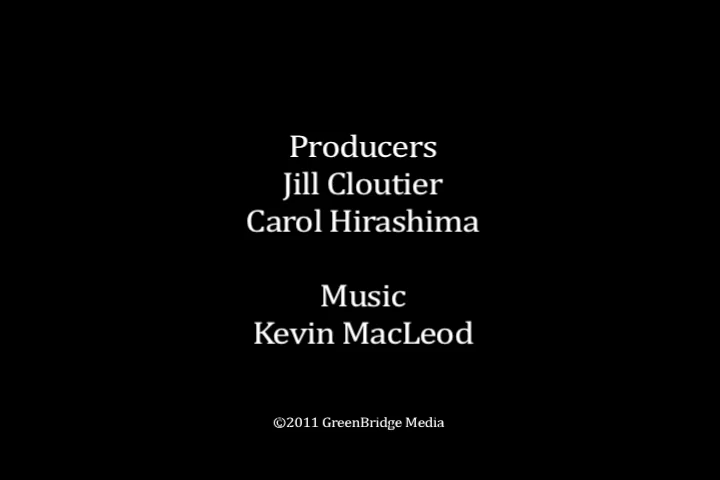 Producers
Jill Cloutier
Carol Hirashima
Music
Kevin MacLeod
©2011 GreenBridge Media